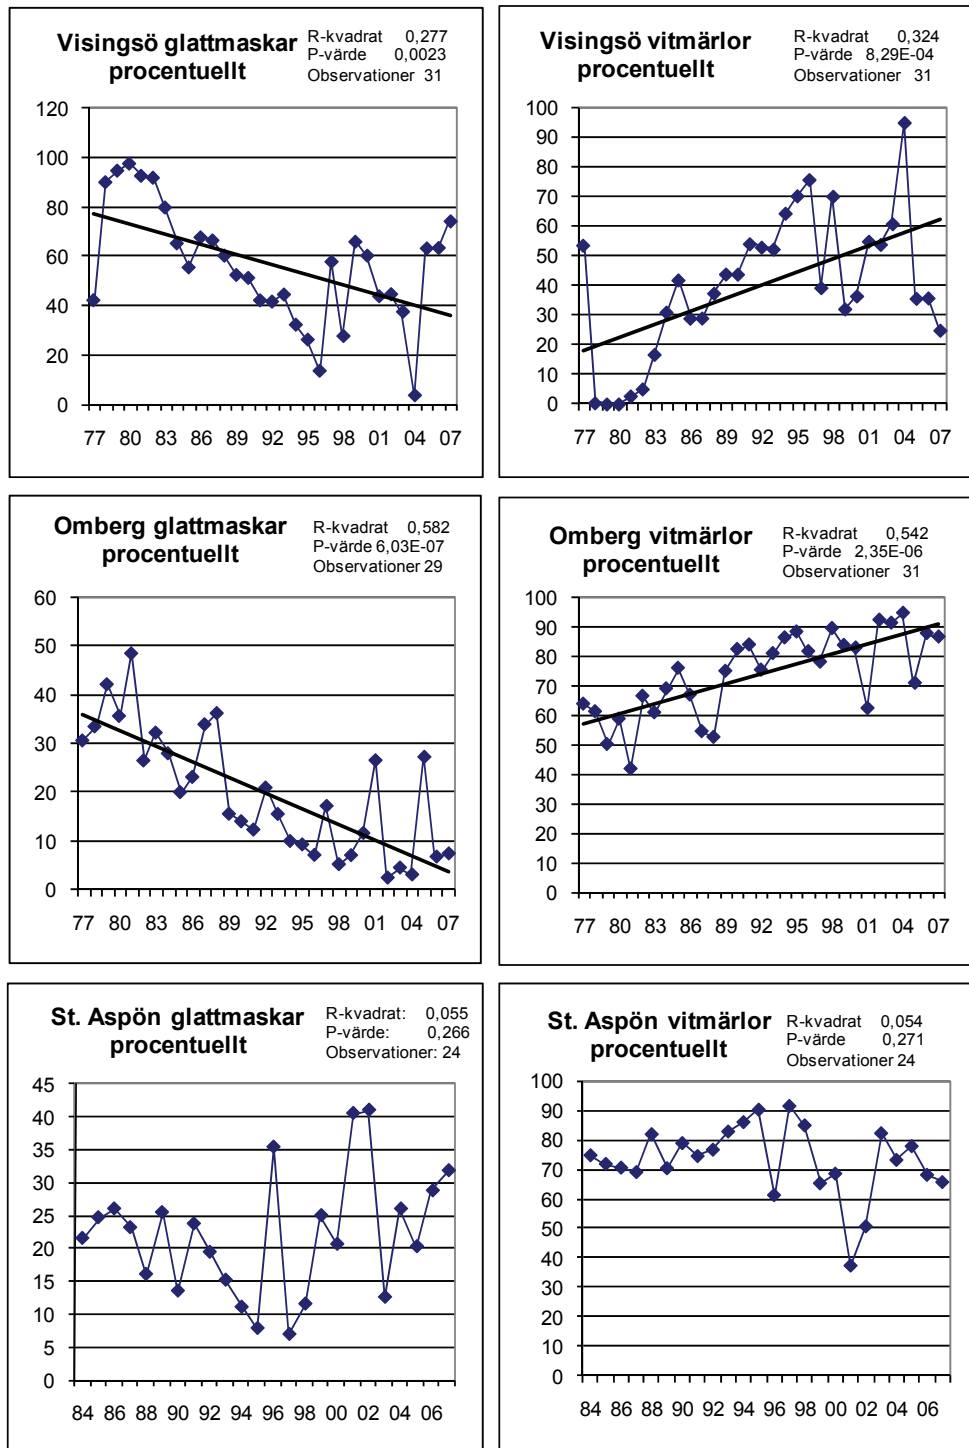 Visingsö glattmaskar
procentuellt
R-kvadrat 0,277
P-värde 0,0023
Observationer 31
120
100
80
60
40
20
0
77 80 83 86 89 92 95 98 01 04 07
Visingsö vitmärlor
procentuellt
R-kvadrat 0,324
P-värde 8,29E-04
Observationer 31
100
90
80
70
60
50
40
30
20
10
0
77 80 83 86 89 92 95 98 01 04 07
Omberg glattmaskar
procentuellt
R-kvadrat 0,582
P-värde 6,03E-07
Observationer 29
60
50
40
30
20
10
0
77 80 83 86 89 92 95 98 01 04 07
Omberg vitmärlor
procentuellt
R-kvadrat 0,542
P-värde 2,35E-06
Observationer 31
100
90
80
70
60
50
40
30
20
10
0
77 80 83 86 89 92 95 98 01 04 07
St. Aspön glattmaskar
procentuellt
R-kvadrat: 0,055
P-värde: 0,266
Observationer: 24
45
40
35
30
25
20
15
10
5
0
84 86 88 90 92 94 96 98 00 02 04 06
St. Aspön vitmärlor
procentuellt
R-kvadrat 0,054
P-värde 0,271
Observationer 24
100
90
80
70
60
50
40
30
20
10
0
84 86 88 90 92 94 96 98 00 02 04 06